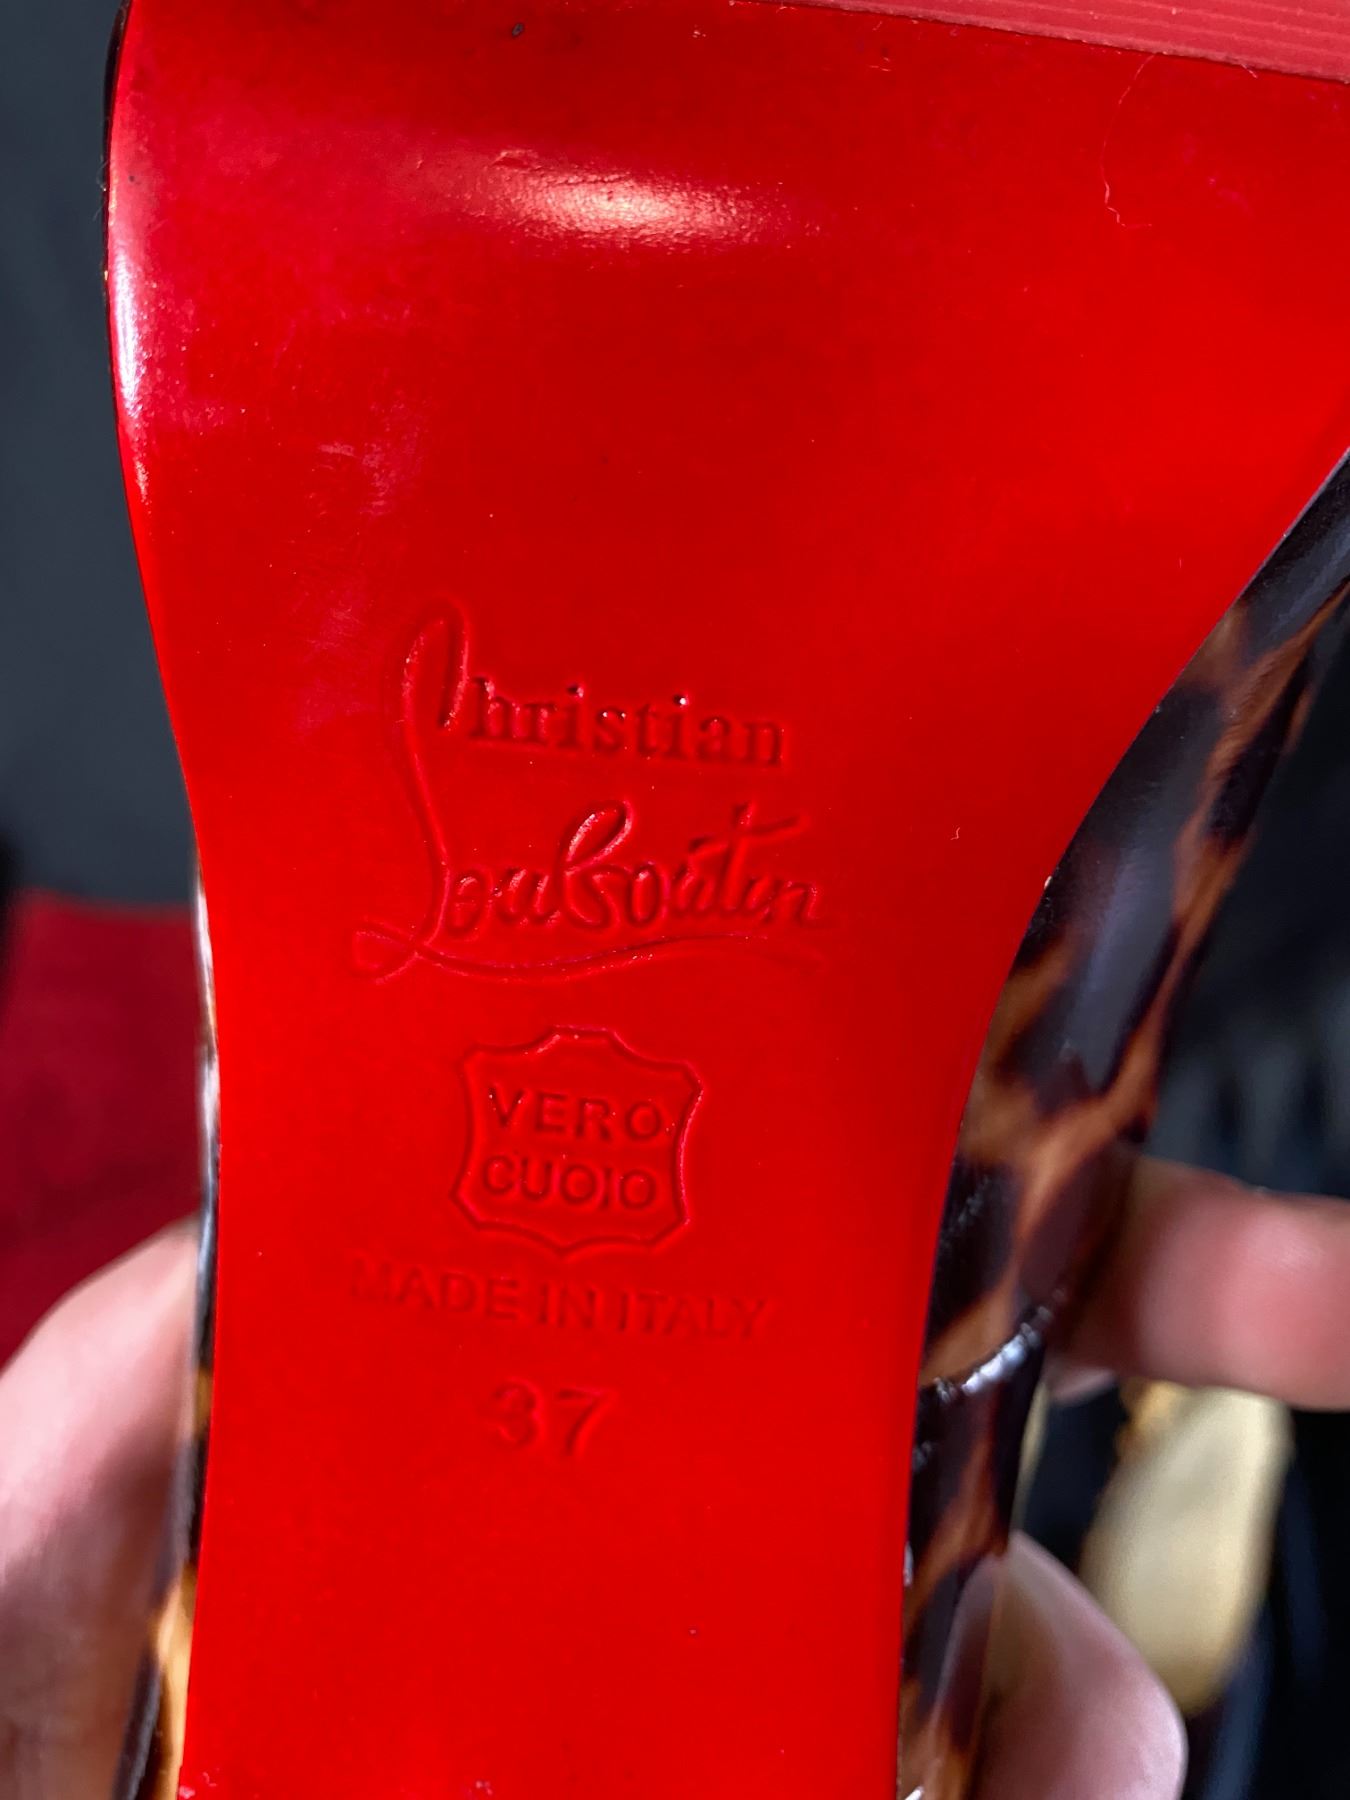 Christian
Louboutin
VERO
CUOIO
MADE IN ITALY
37